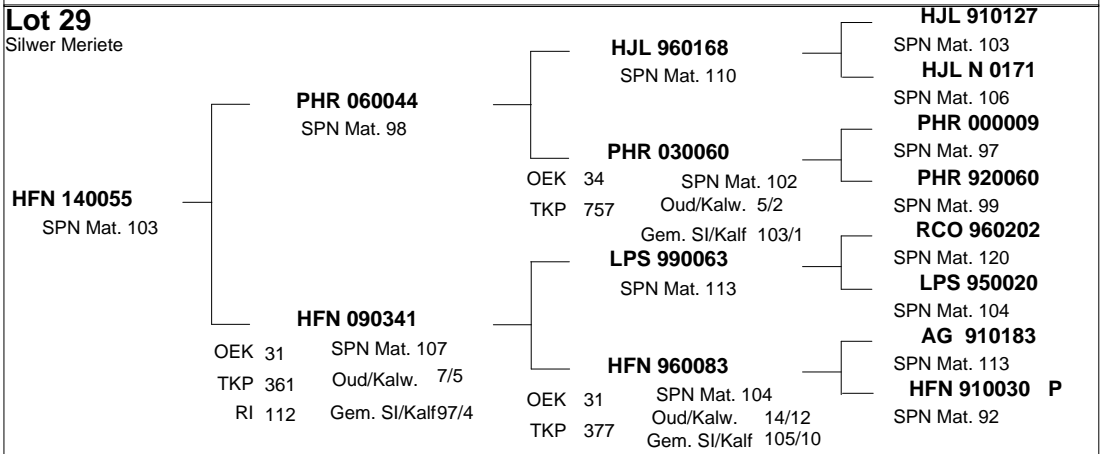 Lot 29
Silwer Meriete
HFN 140055
SPN Mat. 103
PHR 060044
SPN Mat. 98
HFN 090341
OEK 31 SPN Mat. 107
TKP 361 Oud/Kalw. 7/5
RI 112 Gem. SI/Kalf97/4
HJL 960168
SPN Mat. 110
PHR 030060
OEK 34 SPN Mat. 102
TKP 757 Oud/Kalw. 5/2
Gem. SI/Kalf 103/1
LPS 990063
SPN Mat. 113
HFN 960083
OEK 31 SPN Mat. 104
TKP 377 Oud/Kalw. 14/12
Gem. SI/Kalf 105/10
HJL 910127
SPN Mat. 103
HJL N 0171
SPN Mat. 106
PHR 000009
SPN Mat. 97
PHR 920060
SPN Mat. 99
RCO 960202
SPN Mat. 120
LPS 950020
SPN Mat. 104
AG 910183
SPN Mat. 113
HFN 910030 P
SPN Mat. 92